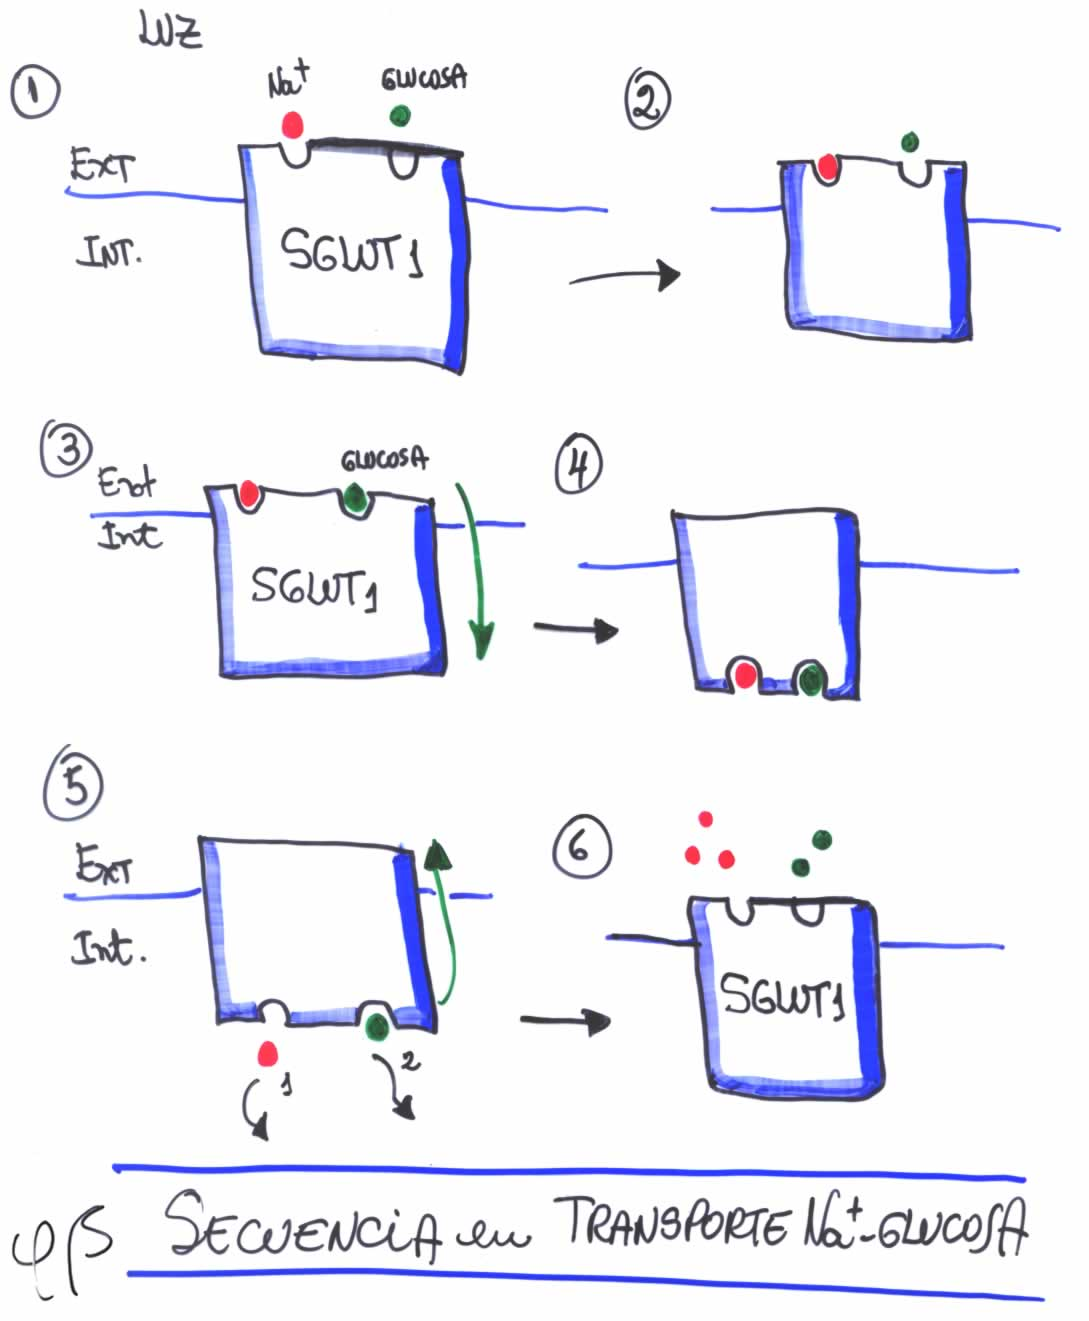 LUZ
1
Na+
GLUCOSA
EXT
INT.
SGLUT1
2
3
GLUCOSA
Ext
Int
SGLUT1
4
5
EXT
Int.
1
2
6
SGLUT1
SECUENCIA en TRANSPORTE Na+-GLUCOSA